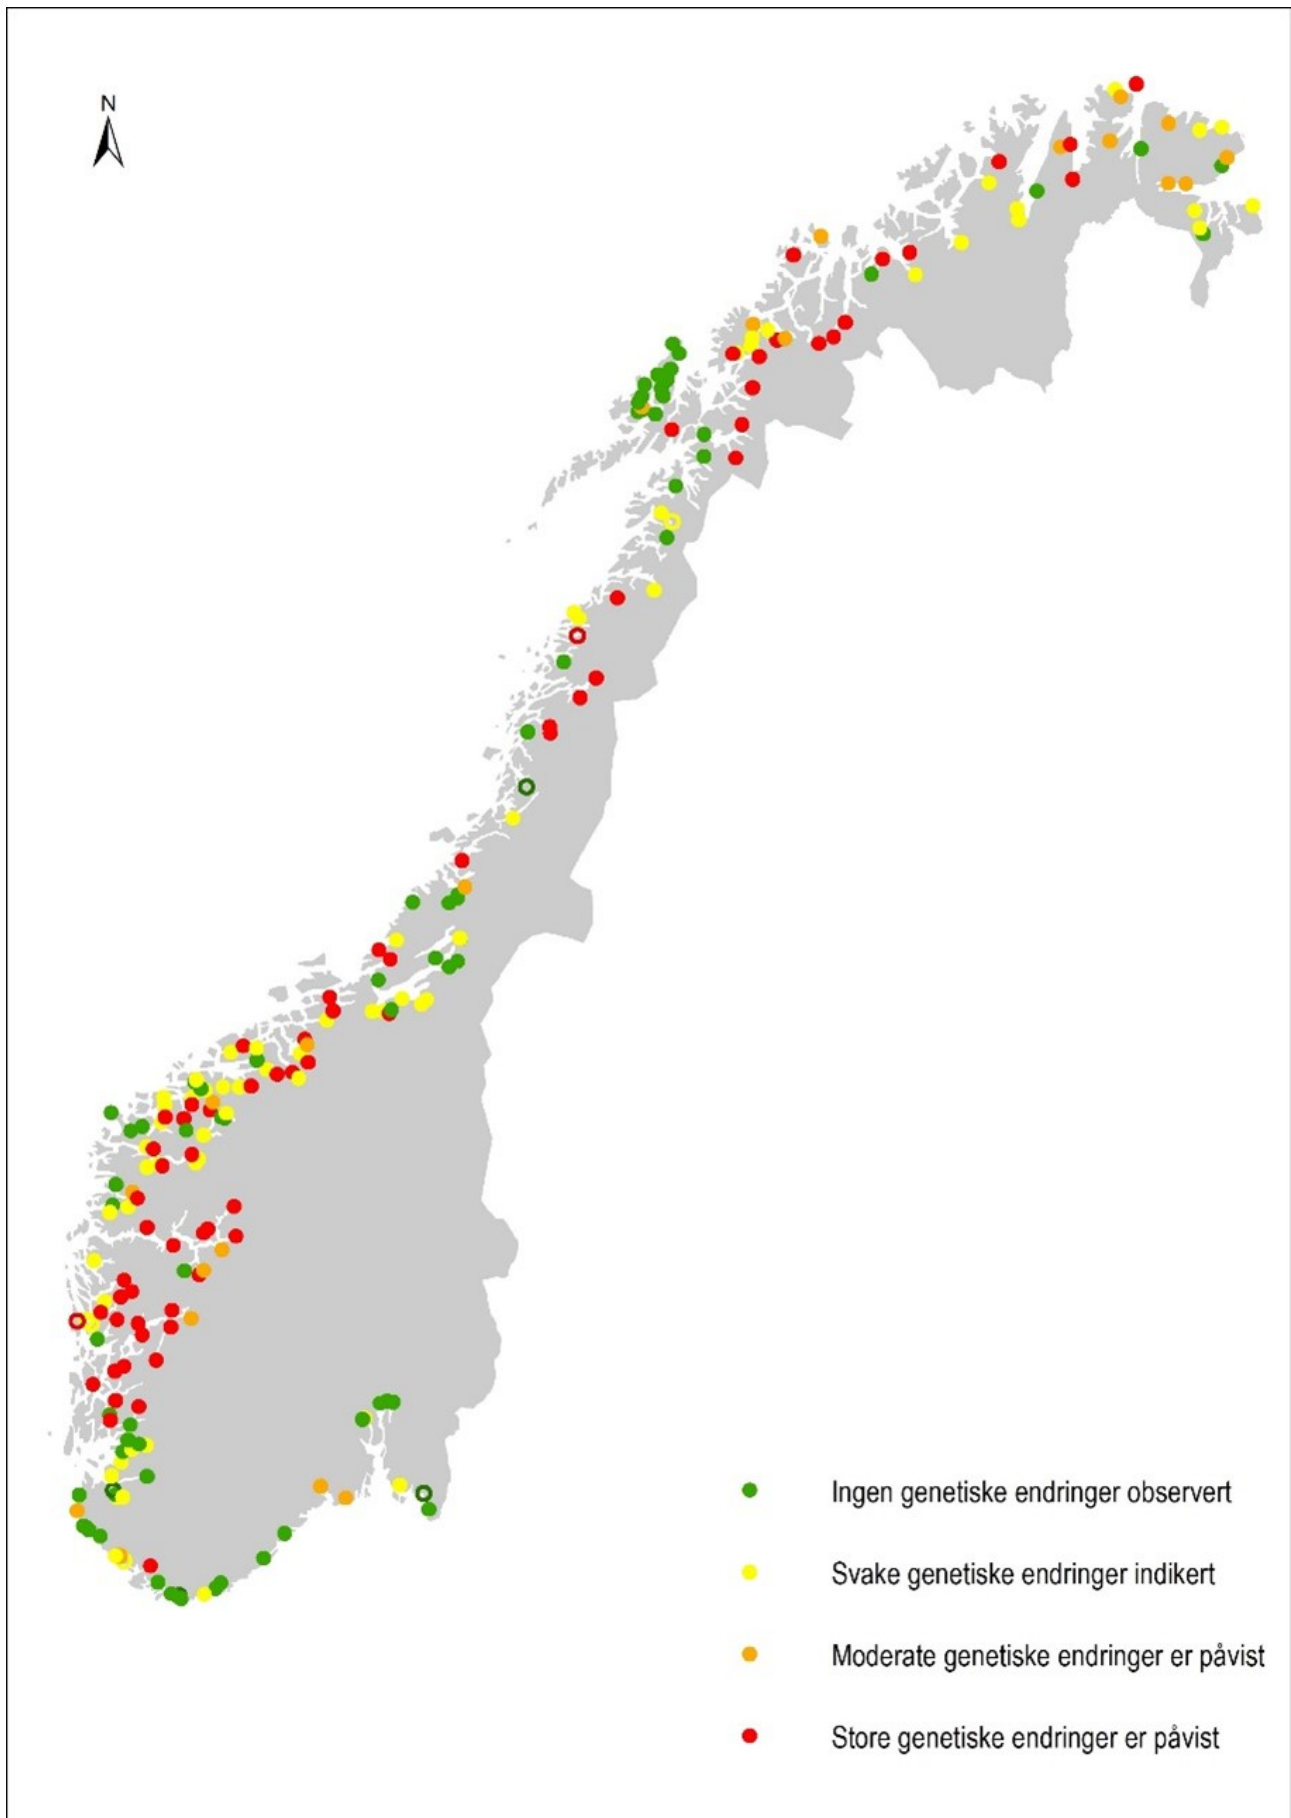 N
Ingen genetiske endringer observert
Svake genetiske endringer indikert
Moderate genetiske endringer er påvist
Store genetiske endringer er påvist